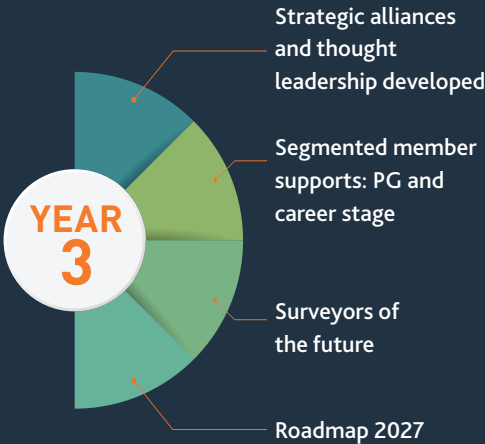 Strategic alliances
and thought
leadership developed
Segmented member
supports: PG and
career stage
YEAR
3
Surveyors of
the future
Roadmap 2027